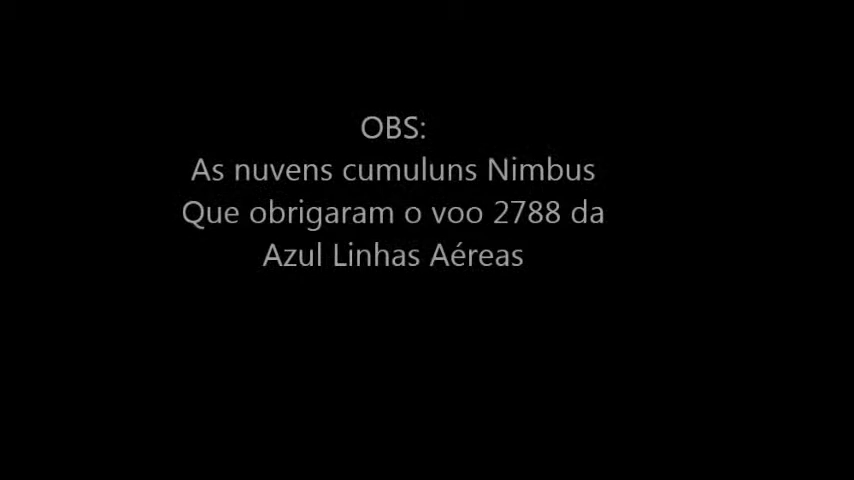 OBS:
As nuvens cumuluns Nimbus
Que obrigaram o voo 2788 da
Azul Linhas Aéreas